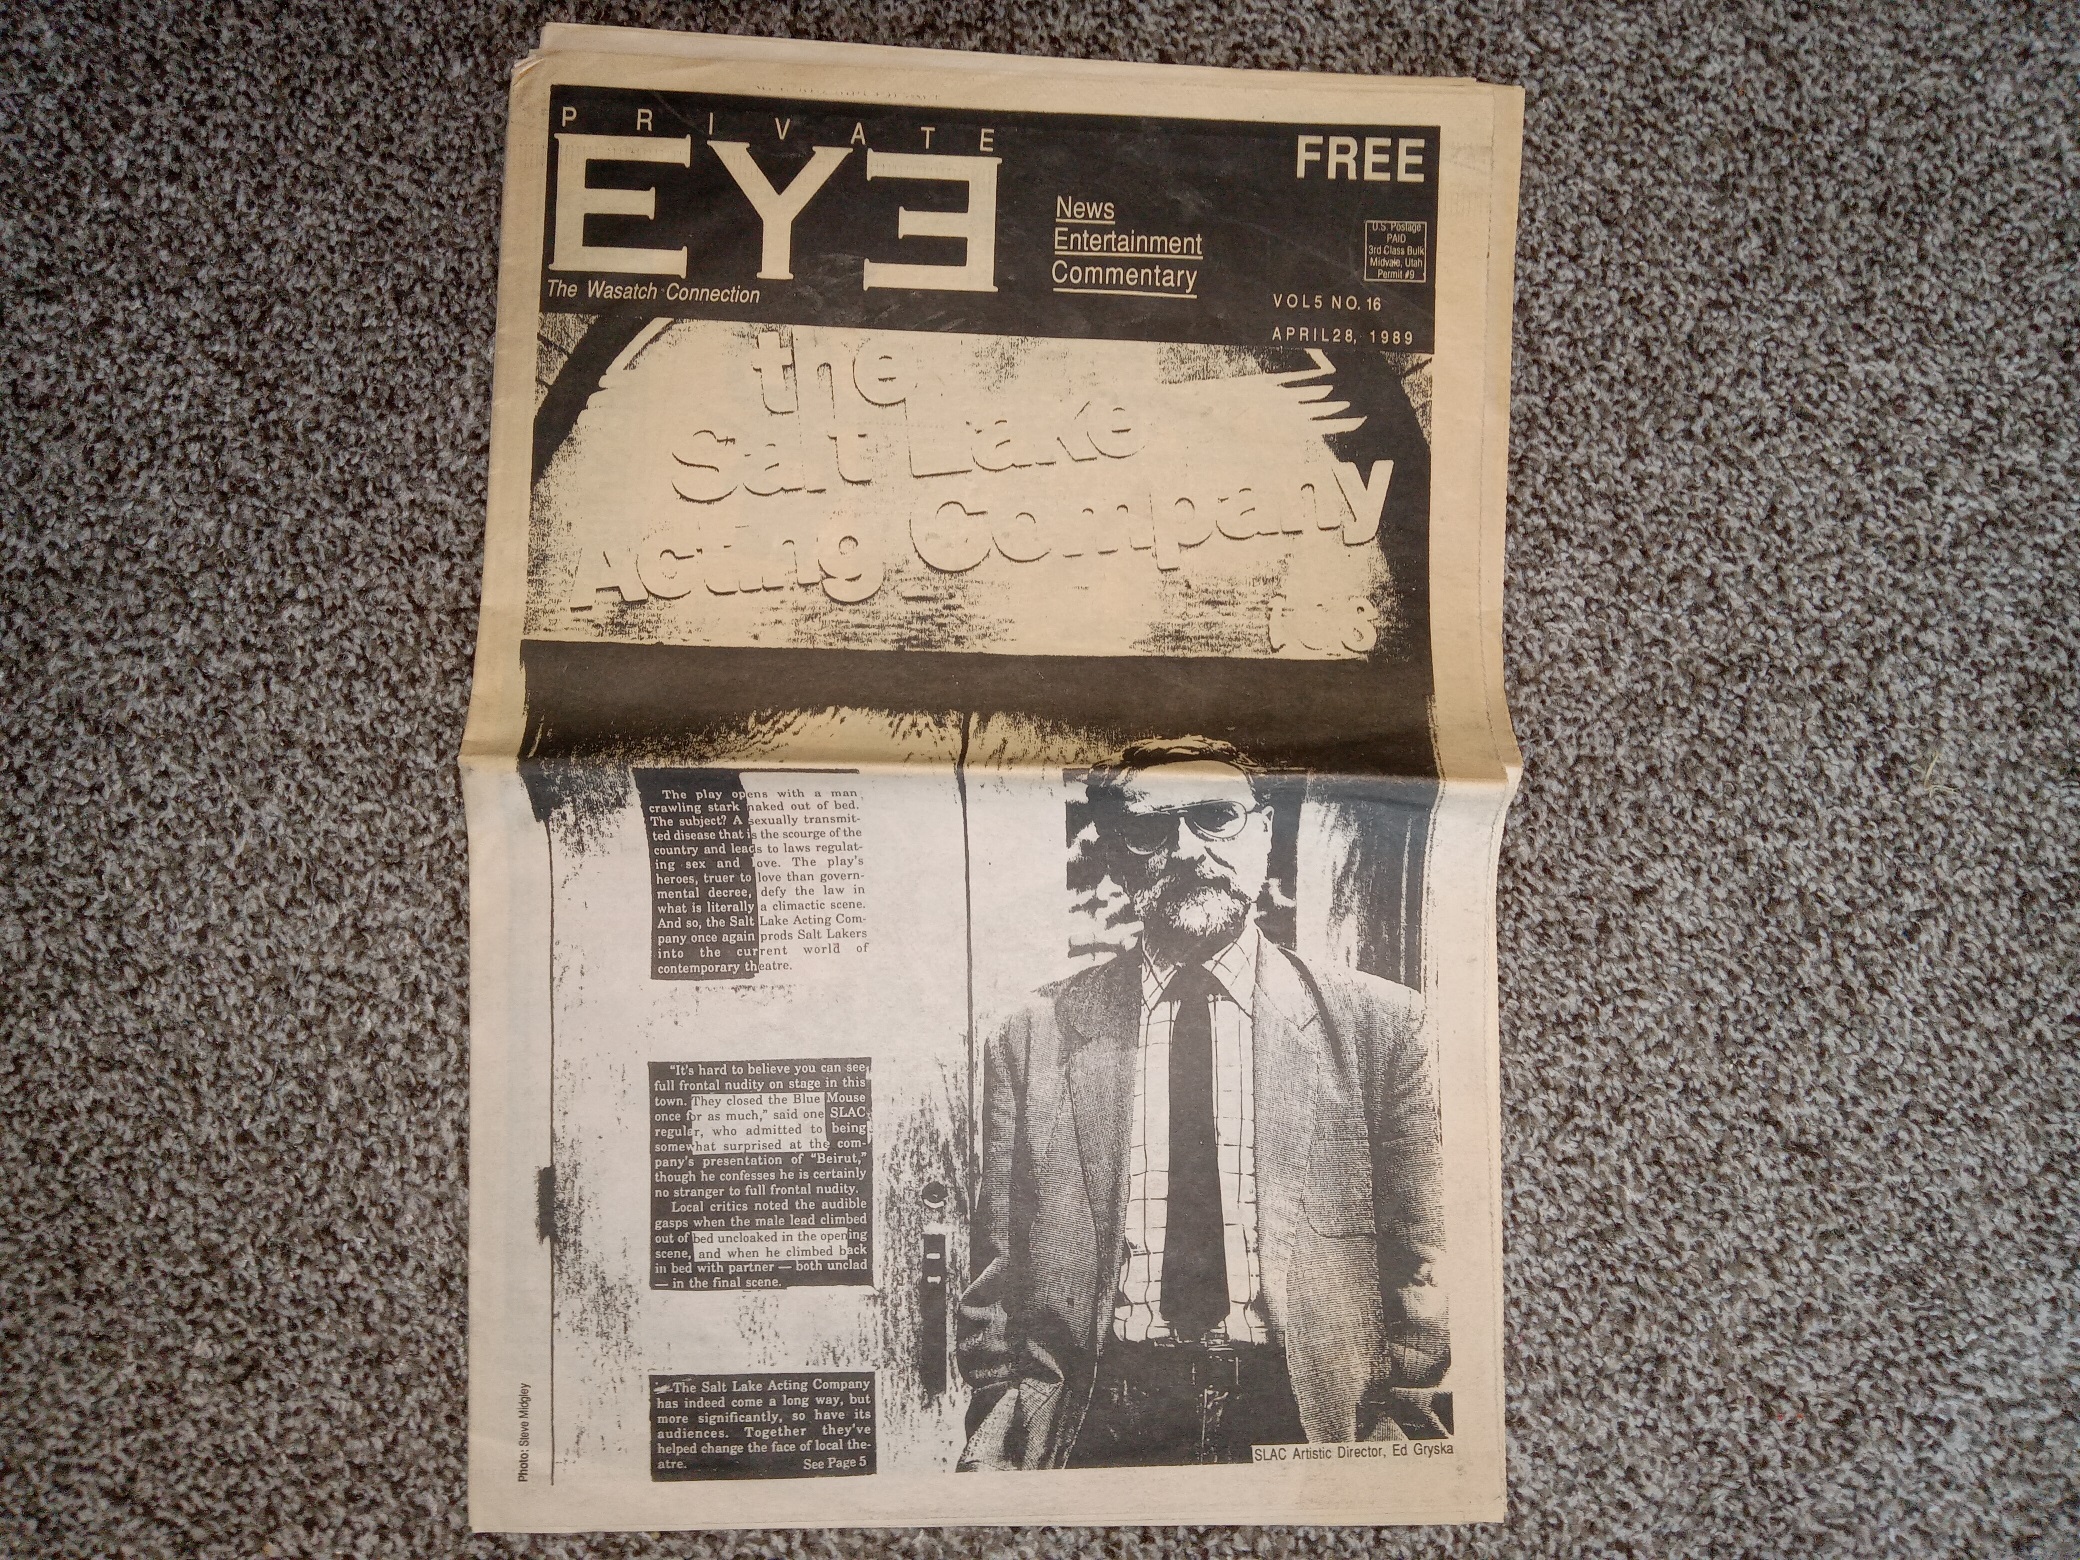 PRIVATE
EYE
The Wasatch Connection
News
Entertainment
Commentary
FREE
U.S. Postage
PAID
3rd Class Bulk
Midvale, Utah
Permit #9
VOL5 NO. 16
APRIL28, 1989
the
Salt Lake
Acting Company
168
The play opens with a man
crawling stark naked out of bed.
The subject? A sexually transmit-
ted disease that is the scourge of the
country and leads to laws regulat-
ing sex and love. The play's
heroes, truer to love than govern-
mental decree, defy the law in
what is literally a climactic scene.
And so, the Salt Lake Acting Com-
pany once again prods Salt Lakers
into the current world of
contemporary theatre.
"It's hard to believe you can see
full frontal nudity on stage in this
town. They closed the Blue Mouse
once for as much," said one SLAC
regular, who admitted to being
somewhat surprised at the com-
pany's presentation of "Beirut,"
though he confesses he is certainly
no stranger to full frontal nudity.
Local critics noted the audible
gasps when the male lead climbed
out of bed uncloaked in the opening
scene, and when he climbed back
in bed with partner — both unclad
— in the final scene.
The Salt Lake Acting Company
has indeed come a long way, but
more significantly, so have its
audiences. Together they've
helped change the face of local the-
atre. See Page 5
Photo: Steve Midgley
SLAC Artistic Director, Ed Gryska